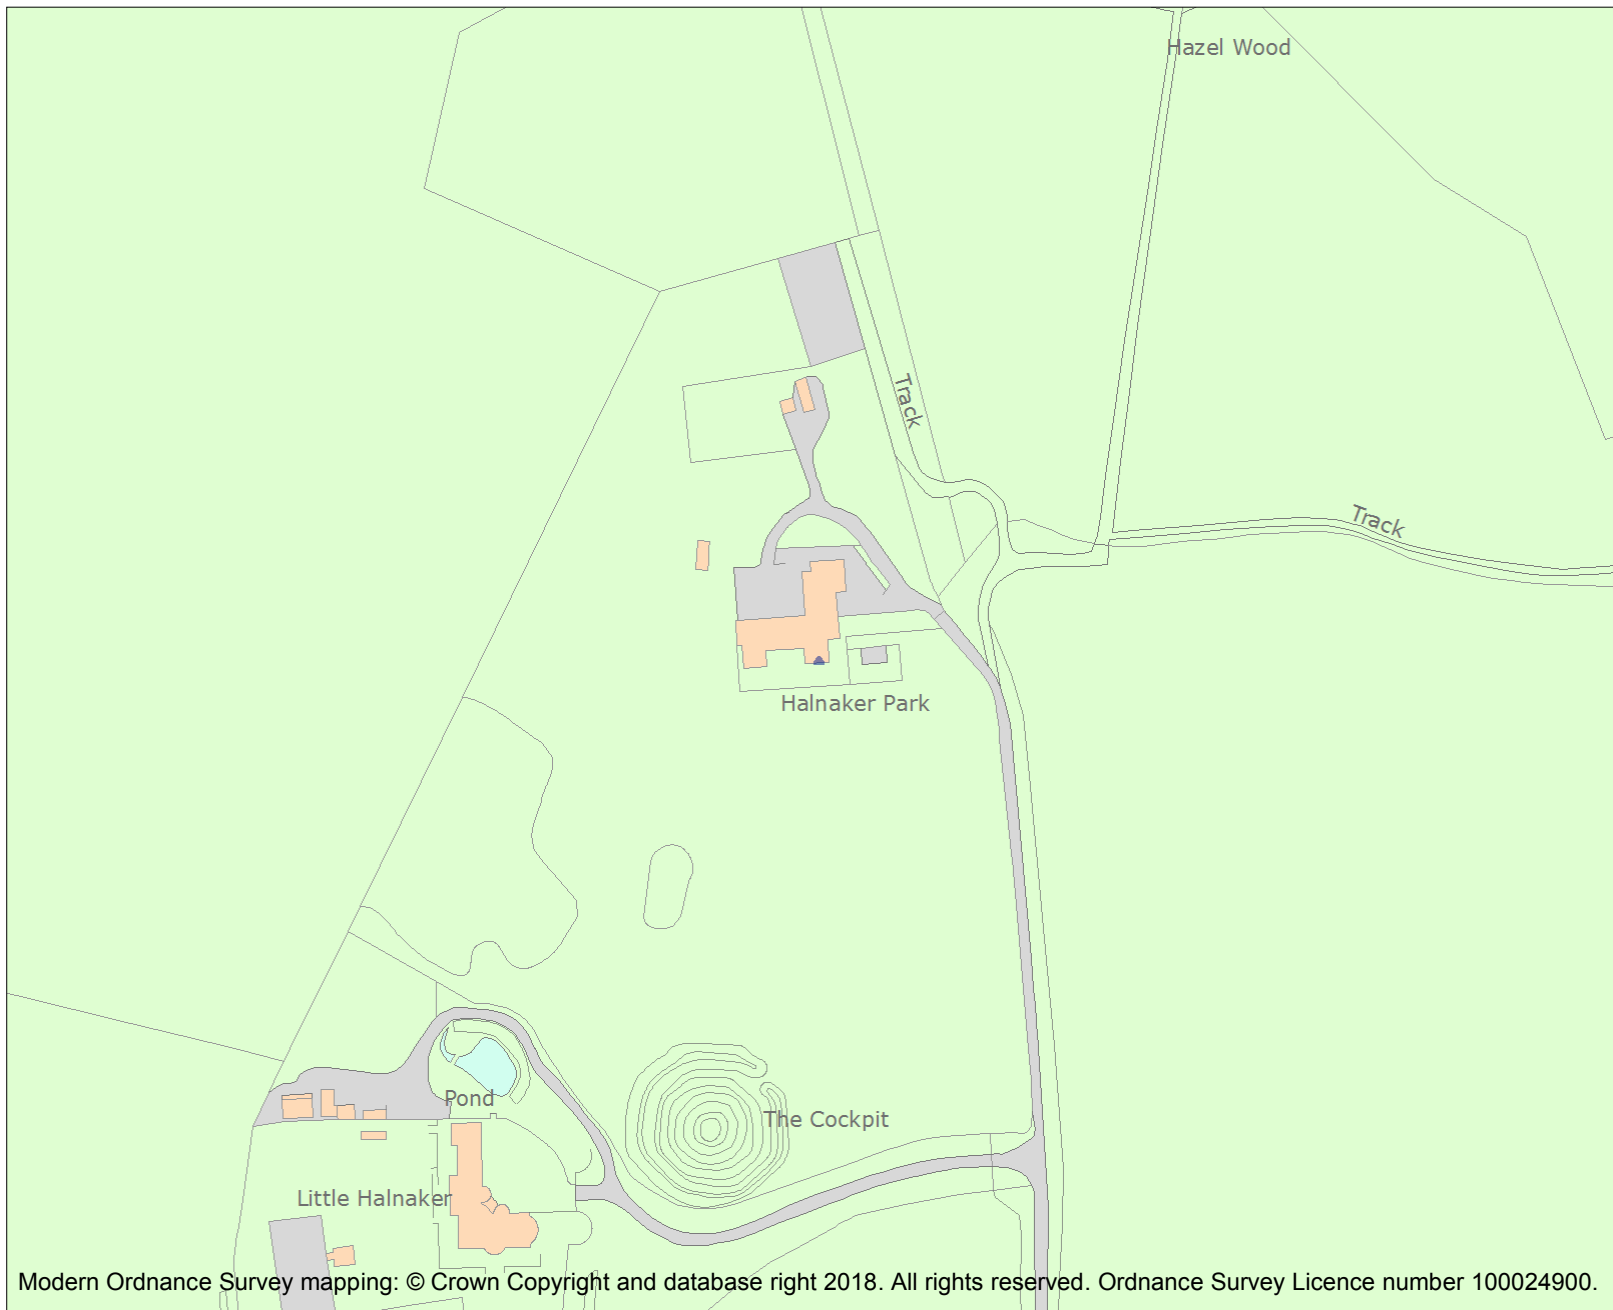 Hazel Wood
Track
Track
Halnaker Park
Pond
The Cockpit
Little Halnaker
Modern Ordnance Survey mapping: © Crown Copyright and database right 2018. All rights reserved. Ordnance Survey Licence number 100024900.